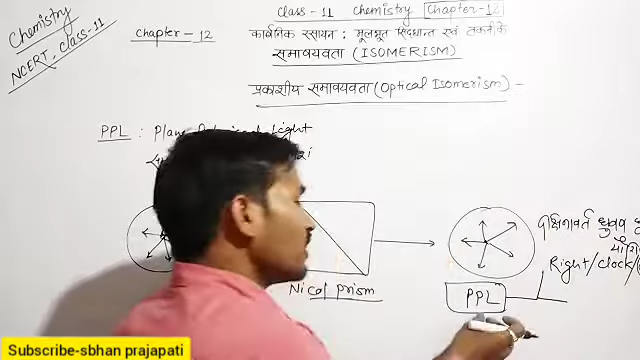 Chemistry
NCERT, class-11
Class-11 Chemistry Chapter-12
Chapter-12
कार्बनिक रसायन : मूलभूत सिद्धान्त एवं तकनीके
समावयवता (ISOMERISM)
प्रकाशीय समावयवता (Optical Isomerism)
PPL : Plane Light
दक्षिणावर्त ध्रुवण
Right/Clock/
Nicol prism
PPL
Subscribe-sbhan prajapati